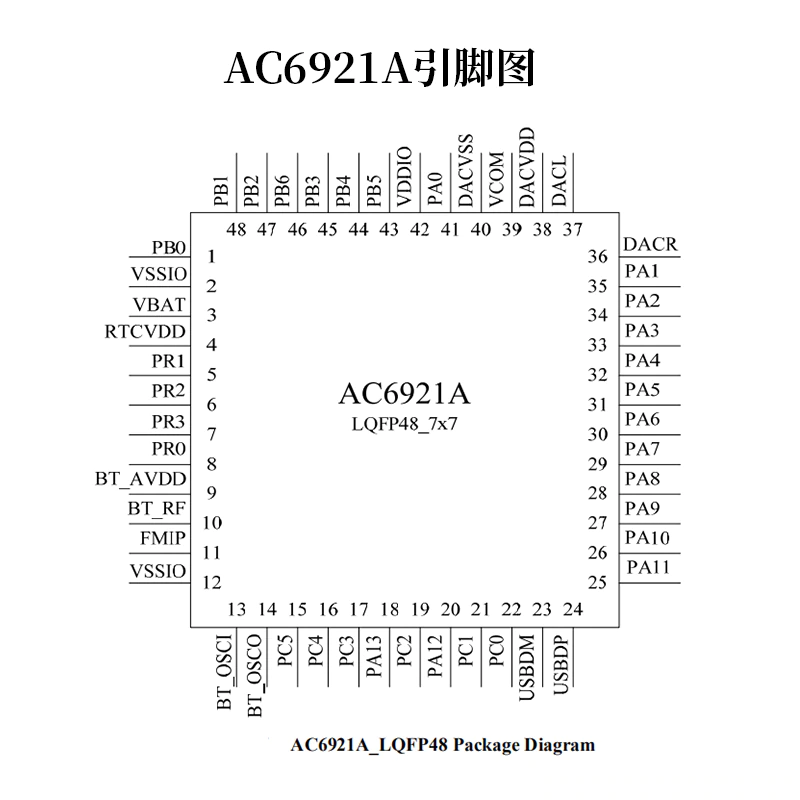 AC6921A引脚图
PB1 PB2 PB6 PB3 PB4 PB5 VDDIO PA0 DACVSS VCOM DACVDD DACL
48 47 46 45 44 43 42 41 40 39 38 37
PB0 1 36 DACR
VSSIO 2 35 PA1
VBAT 3 34 PA2
RTCVDD 4 33 PA3
PR1 5 32 PA4
PR2 6 31 PA5
PR3 7 30 PA6
PR0 8 29 PA7
BT_AVDD 9 28 PA8
BT_RF 10 27 PA9
FMIP 11 26 PA10
VSSIO 12 25 PA11
AC6921A
LQFP48_7x7
13 14 15 16 17 18 19 20 21 22 23 24
BT_OSCI BT_OSCO PC5 PC4 PC3 PA13 PC2 PA12 PC1 PC0 USBDM USBDP
AC6921A_LQFP48 Package Diagram